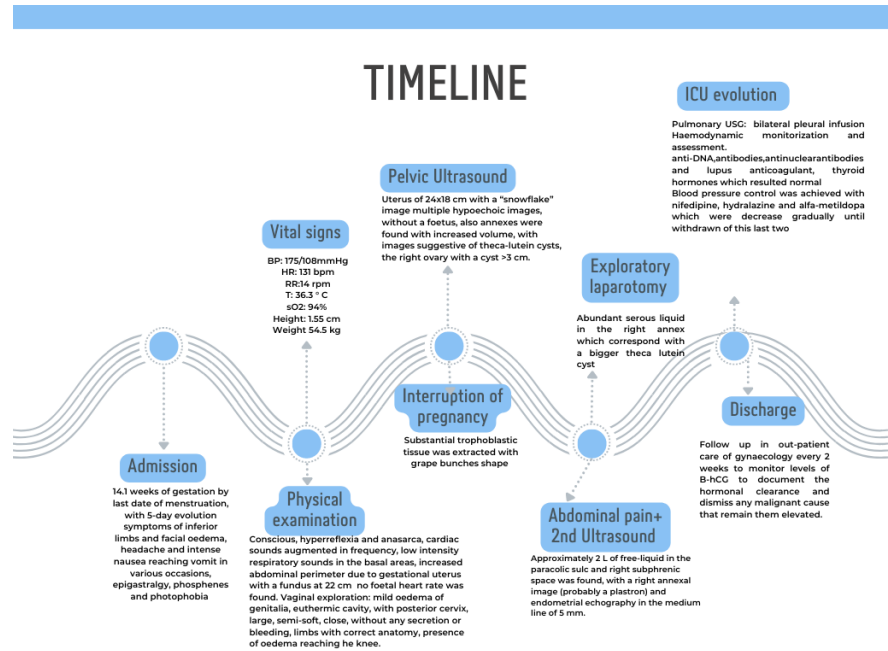 TIMELINE
Admission
14.1 weeks of gestation by
last date of menstruation,
with 5-day evolution
symptoms of inferior
limbs and facial oedema,
headache and intense
nausea reaching vomit in
various occasions,
epigastralgy, phosphenes
and photophobia
Vital signs
BP: 175/108mmHg
HR: 131 bpm
RR:14 rpm
T: 36.3 ° C
sO2: 94%
Height: 1.55 cm
Weight 54.5 kg
Physical
examination
Conscious, hyperreflexia and anasarca, cardiac
sounds augmented in frequency, low intensity
respiratory sounds in the basal areas, increased
abdominal perimeter due to gestational uterus
with a fundus at 22 cm no foetal heart rate was
found. Vaginal exploration: mild oedema of
genitalia, euthermic cavity, with posterior cervix,
large, semi-soft, close, without any secretion or
bleeding, limbs with correct anatomy, presence
of oedema reaching he knee.
Pelvic Ultrasound
Uterus of 24x18 cm with a “snowflake”
image multiple hypoechoic images,
without a foetus, also annexes were
found with increased volume, with
images suggestive of theca-lutein cysts,
the right ovary with a cyst >3 cm.
Interruption of
pregnancy
Substantial trophoblastic
tissue was extracted with
grape bunches shape
Exploratory
laparotomy
Abundant serous liquid
in the right annex
which correspond with
a bigger theca lutein
cyst
Abdominal pain+
2nd Ultrasound
Approximately 2 L of free-liquid in the
paracolic sulc and right subphrenic
space was found, with a right annexal
image (probably a plastron) and
endometrial echography in the medium
line of 5 mm.
ICU evolution
Pulmonary USG: bilateral pleural infusion
Haemodynamic monitorization and
assessment.
anti-DNA,antibodies,antinuclearantibodies
and lupus anticoagulant, thyroid
hormones which resulted normal
Blood pressure control was achieved with
nifedipine, hydralazine and alfa-metildopa
which were decrease gradually until
withdrawn of this last two
Discharge
Follow up in out-patient
care of gynaecology every 2
weeks to monitor levels of
B-hCG to document the
hormonal clearance and
dismiss any malignant cause
that remain them elevated.